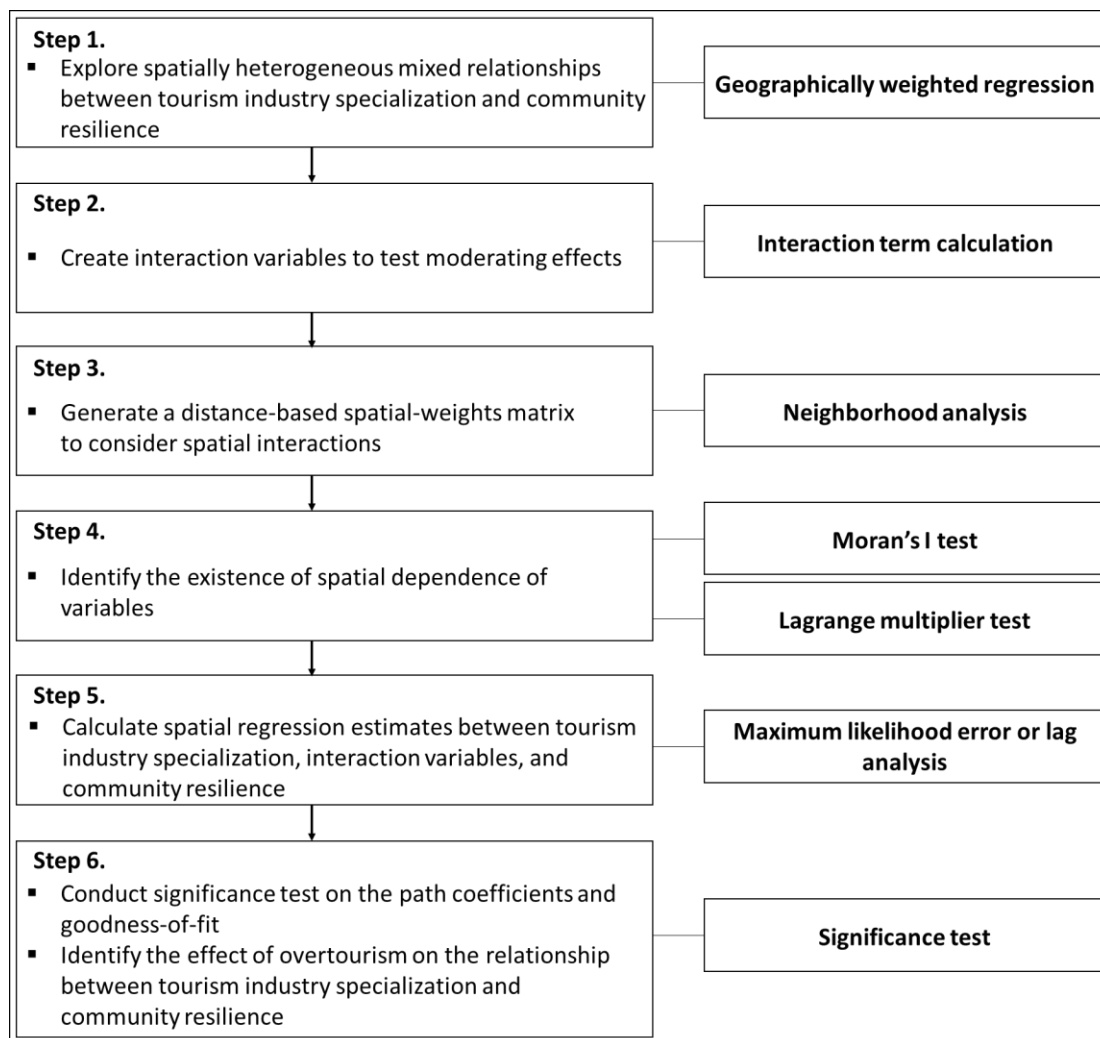 Step 1.
▪ Explore spatially heterogeneous mixed relationships
between tourism industry specialization and community
resilience
Geographically weighted regression
Step 2.
▪ Create interaction variables to test moderating effects
Interaction term calculation
Step 3.
▪ Generate a distance-based spatial-weights matrix
to consider spatial interactions
Neighborhood analysis
Step 4.
▪ Identify the existence of spatial dependence of
variables
Moran's I test
Lagrange multiplier test
Step 5.
▪ Calculate spatial regression estimates between tourism
industry specialization, interaction variables, and
community resilience
Maximum likelihood error or lag
analysis
Step 6.
▪ Conduct significance test on the path coefficients and
goodness-of-fit
▪ Identify the effect of overtourism on the relationship
between tourism industry specialization and
community resilience
Significance test